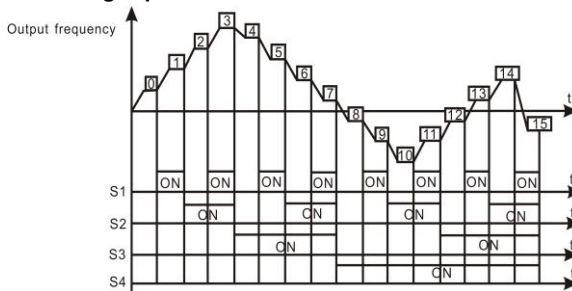 Output frequency
0 1 2 3 4 5 6 7 8 9 10 11 12 13 14 15
t
S1 ON ON ON ON ON ON ON ON t
S2 ON ON ON ON t
S3 ON ON t
S4 ON t